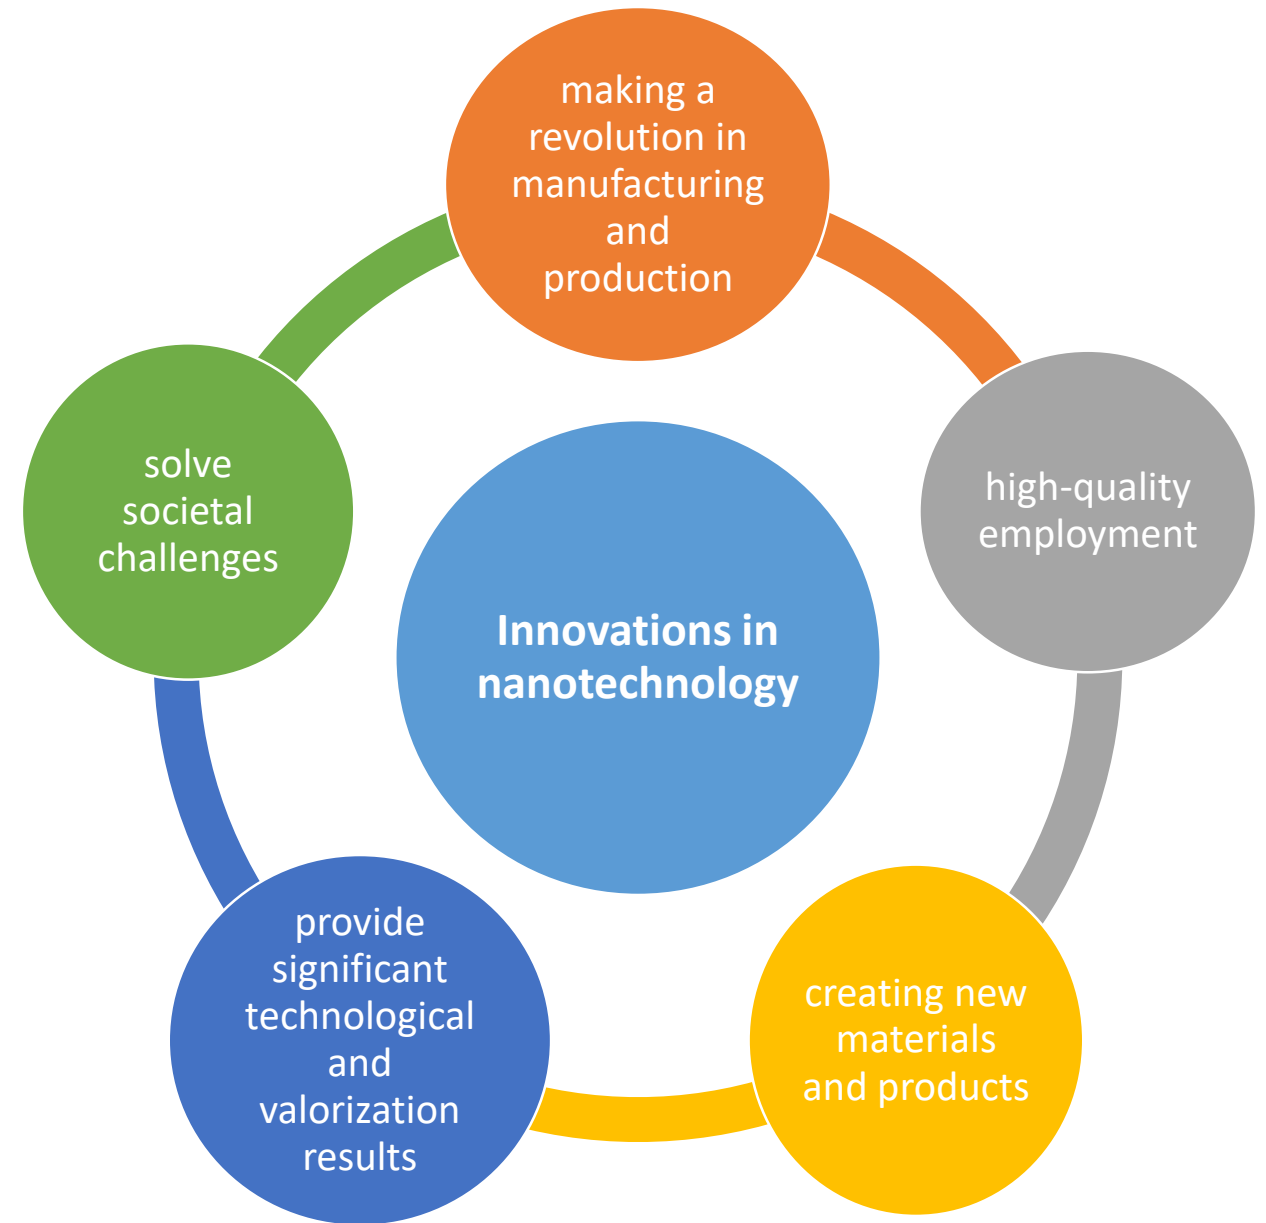 making a
revolution in
manufacturing
and
production
high-quality
employment
creating new
materials
and products
provide
significant
technological
and
valorization
results
solve
societal
challenges
Innovations in
nanotechnology